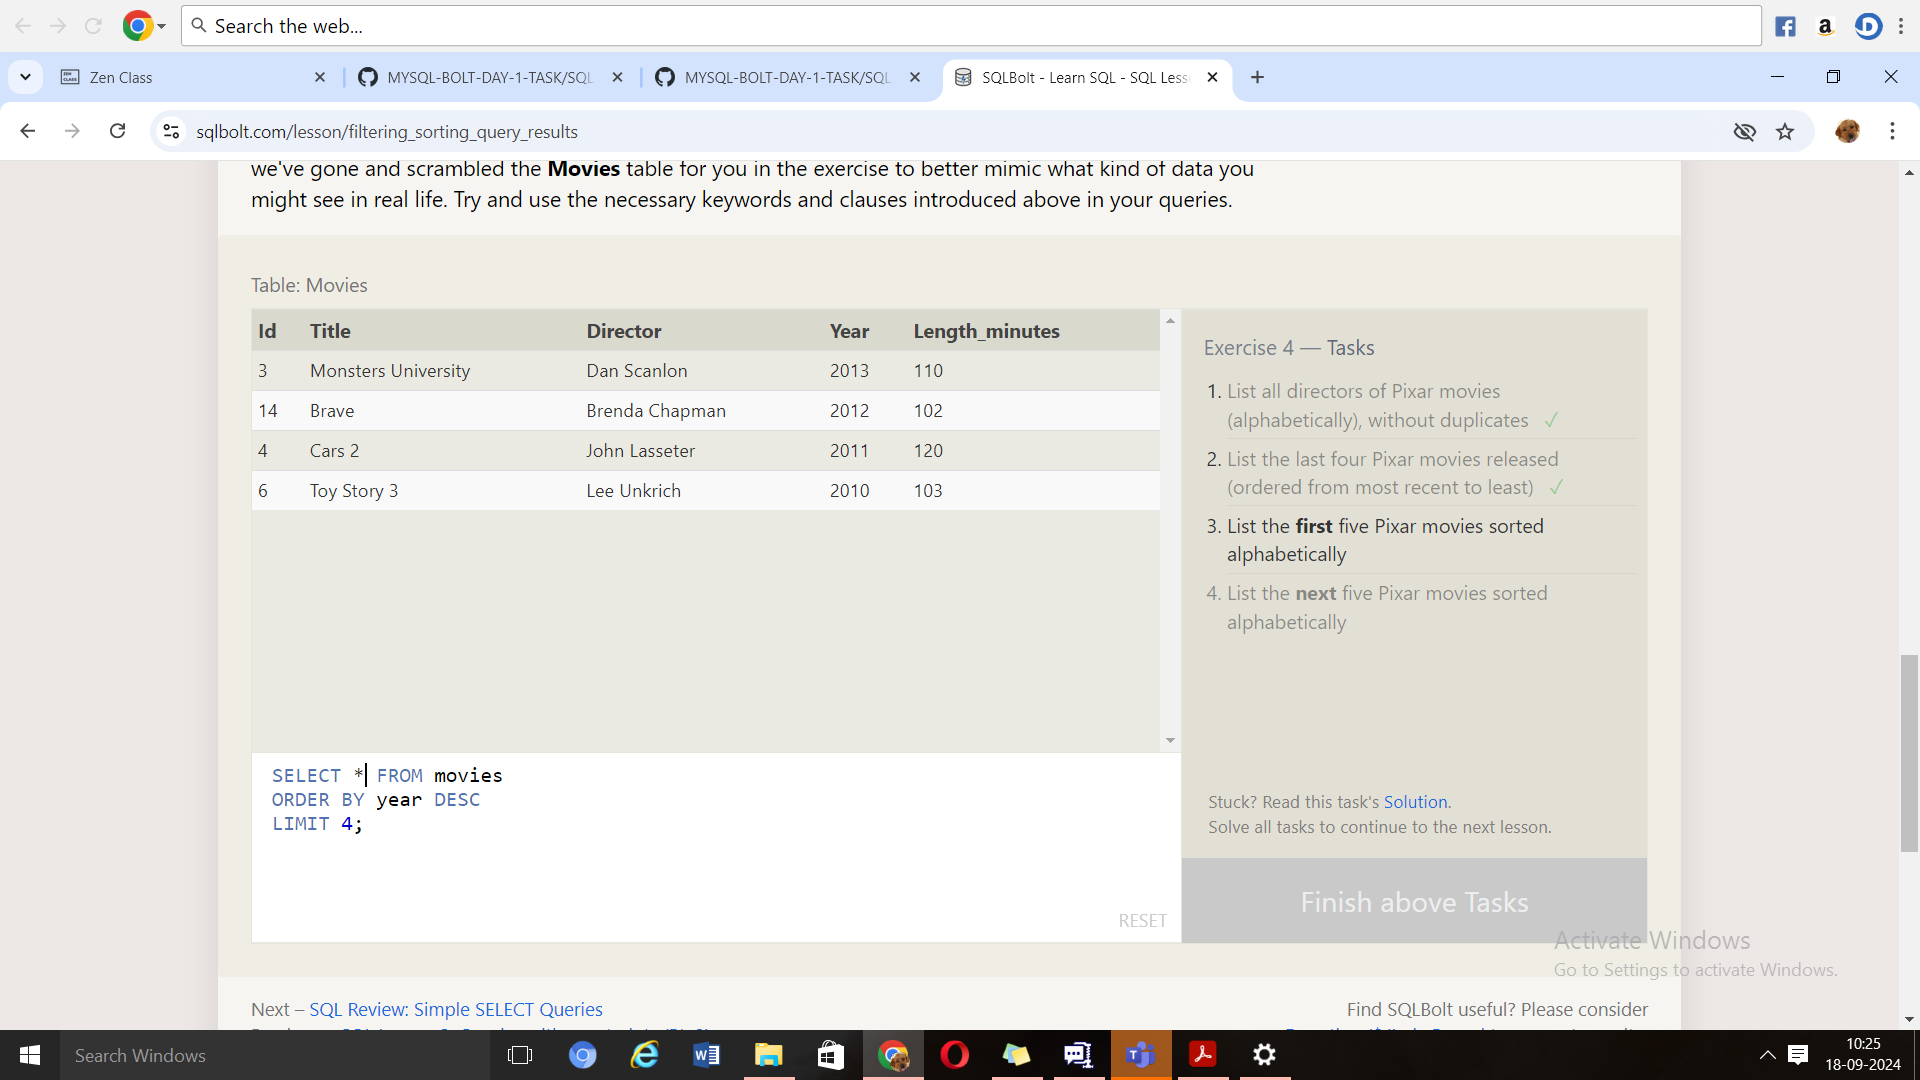 Search the web...
Zen Class
MYSQL-BOLT-DAY-1-TASK/SQL
MYSQL-BOLT-DAY-1-TASK/SQL
SQLBolt - Learn SQL - SQL Less
sqlbolt.com/lesson/filtering_sorting_query_results
we've gone and scrambled the Movies table for you in the exercise to better mimic what kind of data you
might see in real life. Try and use the necessary keywords and clauses introduced above in your queries.
Table: Movies
Id Title Director Year Length_minutes
3 Monsters University Dan Scanlon 2013 110
14 Brave Brenda Chapman 2012 102
4 Cars 2 John Lasseter 2011 120
6 Toy Story 3 Lee Unkrich 2010 103
SELECT * FROM movies
ORDER BY year DESC
LIMIT 4;
RESET
Exercise 4 — Tasks
1. List all directors of Pixar movies
(alphabetically), without duplicates ✓
2. List the last four Pixar movies released
(ordered from most recent to least) ✓
3. List the first five Pixar movies sorted
alphabetically
4. List the next five Pixar movies sorted
alphabetically
Stuck? Read this task's Solution.
Solve all tasks to continue to the next lesson.
Finish above Tasks
Activate Windows
Go to Settings to activate Windows.
Next – SQL Review: Simple SELECT Queries
Find SQLBolt useful? Please consider
Search Windows
10:25
18-09-2024